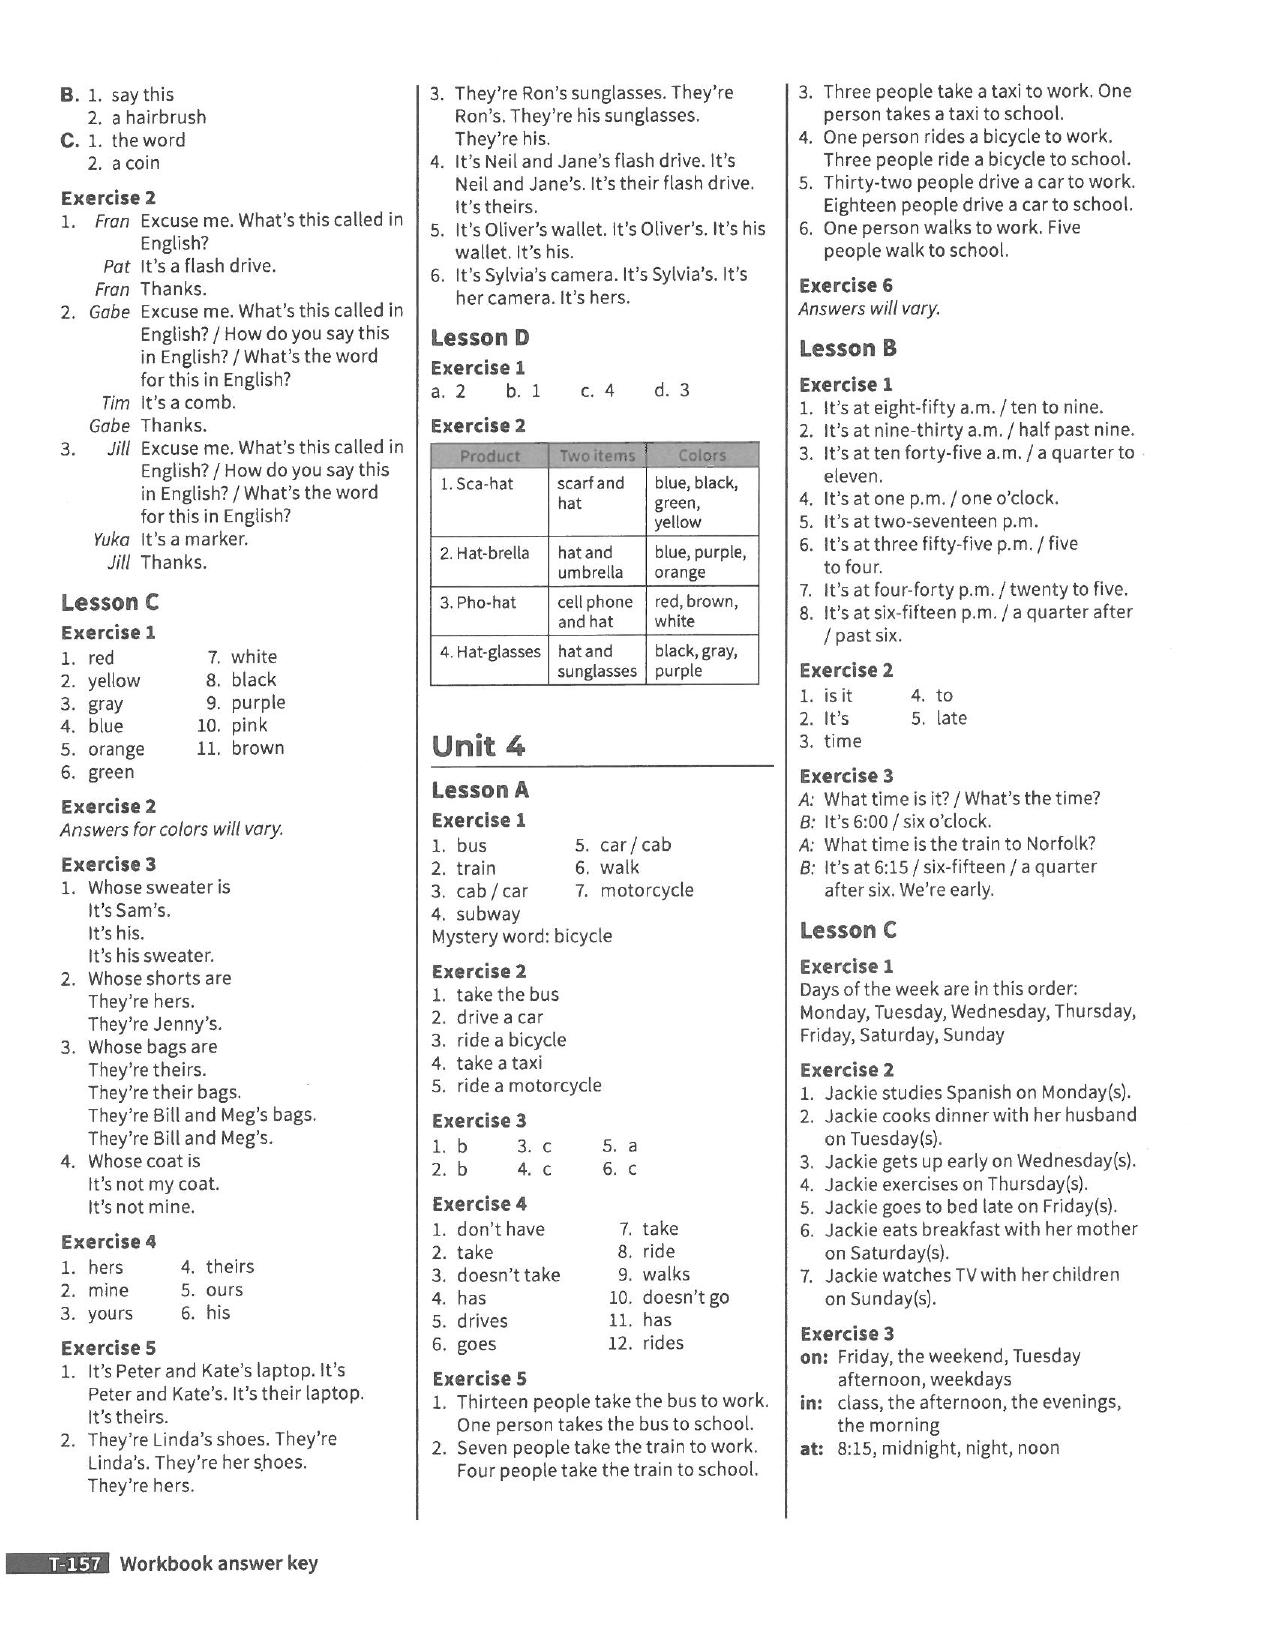 B. 1. say this
2. a hairbrush
C. 1. the word
2. a coin
Exercise 2
1. Fran Excuse me. What's this called in
English?
Pat It's a flash drive.
Fran Thanks.
2. Gabe Excuse me. What's this called in
English? / How do you say this
in English? / What's the word
for this in English?
Tim It's a comb.
Gabe Thanks.
3. Jill Excuse me. What's this called in
English? / How do you say this
in English? / What's the word
for this in English?
Yuka It's a marker.
Jill Thanks.
Lesson C
Exercise 1
1. red 7. white
2. yellow 8. black
3. gray 9. purple
4. blue 10. pink
5. orange 11. brown
6. green
Exercise 2
Answers for colors will vary.
Exercise 3
1. Whose sweater is
It's Sam's.
It's his.
It's his sweater.
2. Whose shorts are
They're hers.
They're Jenny's.
3. Whose bags are
They're theirs.
They're their bags.
They're Bill and Meg's bags.
They're Bill and Meg's.
4. Whose coat is
It's not my coat.
It's not mine.
Exercise 4
1. hers 4. theirs
2. mine 5. ours
3. yours 6. his
Exercise 5
1. It's Peter and Kate's laptop. It's
Peter and Kate's. It's their laptop.
It's theirs.
2. They're Linda's shoes. They're
Linda's. They're her shoes.
They're hers.
3. They're Ron's sunglasses. They're
Ron's. They're his sunglasses.
They're his.
4. It's Neil and Jane's flash drive. It's
Neil and Jane's. It's their flash drive.
It's theirs.
5. It's Oliver's wallet. It's Oliver's. It's his
wallet. It's his.
6. It's Sylvia's camera. It's Sylvia's. It's
her camera. It's hers.
Lesson D
Exercise 1
a. 2 b. 1 c. 4 d. 3
Exercise 2
Product Two items Colors
1. Sca-hat scarf and blue, black,
hat green,
yellow
2. Hat-brella hat and blue, purple,
umbrella orange
3. Pho-hat cell phone red, brown,
and hat white
4. Hat-glasses hat and black, gray,
sunglasses purple
Unit 4
Lesson A
Exercise 1
1. bus 5. car / cab
2. train 6. walk
3. cab / car 7. motorcycle
4. subway
Mystery word: bicycle
Exercise 2
1. take the bus
2. drive a car
3. ride a bicycle
4. take a taxi
5. ride a motorcycle
Exercise 3
1. b 3. c 5. a
2. b 4. c 6. c
Exercise 4
1. don't have 7. take
2. take 8. ride
3. doesn't take 9. walks
4. has 10. doesn't go
5. drives 11. has
6. goes 12. rides
Exercise 5
1. Thirteen people take the bus to work.
One person takes the bus to school.
2. Seven people take the train to work.
Four people take the train to school.
3. Three people take a taxi to work. One
person takes a taxi to school.
4. One person rides a bicycle to work.
Three people ride a bicycle to school.
5. Thirty-two people drive a car to work.
Eighteen people drive a car to school.
6. One person walks to work. Five
people walk to school.
Exercise 6
Answers will vary.
Lesson B
Exercise 1
1. It's at eight-fifty a.m. / ten to nine.
2. It's at nine-thirty a.m. / half past nine.
3. It's at ten forty-five a.m. / a quarter to
eleven.
4. It's at one p.m. / one o'clock.
5. It's at two-seventeen p.m.
6. It's at three fifty-five p.m. / five
to four.
7. It's at four-forty p.m. / twenty to five.
8. It's at six-fifteen p.m. / a quarter after
/ past six.
Exercise 2
1. is it 4. to
2. It's 5. late
3. time
Exercise 3
A: What time is it? / What's the time?
B: It's 6:00 / six o'clock.
A: What time is the train to Norfolk?
B: It's at 6:15 / six-fifteen / a quarter
after six. We're early.
Lesson C
Exercise 1
Days of the week are in this order:
Monday, Tuesday, Wednesday, Thursday,
Friday, Saturday, Sunday
Exercise 2
1. Jackie studies Spanish on Monday(s).
2. Jackie cooks dinner with her husband
on Tuesday(s).
3. Jackie gets up early on Wednesday(s).
4. Jackie exercises on Thursday(s).
5. Jackie goes to bed late on Friday(s).
6. Jackie eats breakfast with her mother
on Saturday(s).
7. Jackie watches TV with her children
on Sunday(s).
Exercise 3
on: Friday, the weekend, Tuesday
afternoon, weekdays
in: class, the afternoon, the evenings,
the morning
at: 8:15, midnight, night, noon
T-157 Workbook answer key